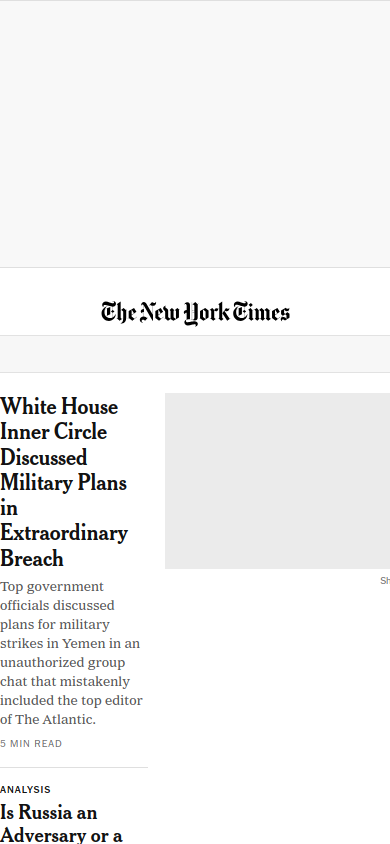 The New York Times
White House
Inner Circle
Discussed
Military Plans
in
Extraordinary
Breach
Top government
officials discussed
plans for military
strikes in Yemen in an
unauthorized group
chat that mistakenly
included the top editor
of The Atlantic.
5 MIN READ
Sh
ANALYSIS
Is Russia an
Adversary or a